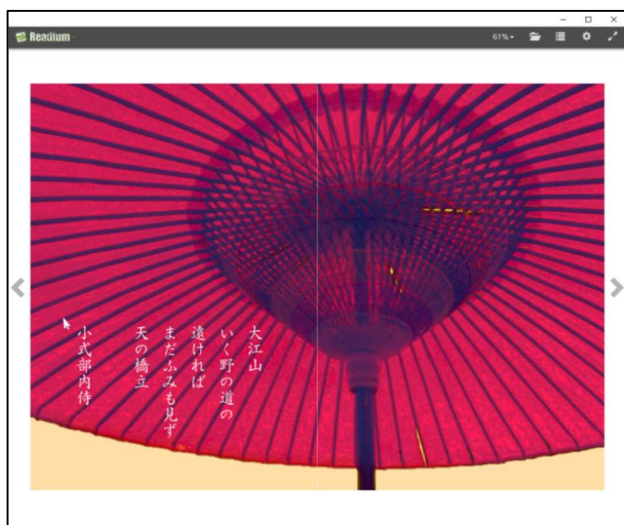 Readium
61%
大江山
いく野の道の
遠ければ
まだふみも見ず
天の橋立
小式部内侍